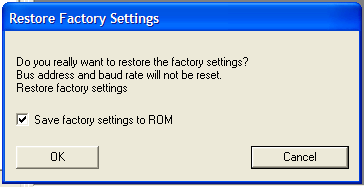 Restore Factory Settings
Do you really want to restore the factory settings?
Bus address and baud rate will not be reset.
Restore factory settings
Save factory settings to ROM
OK
Cancel